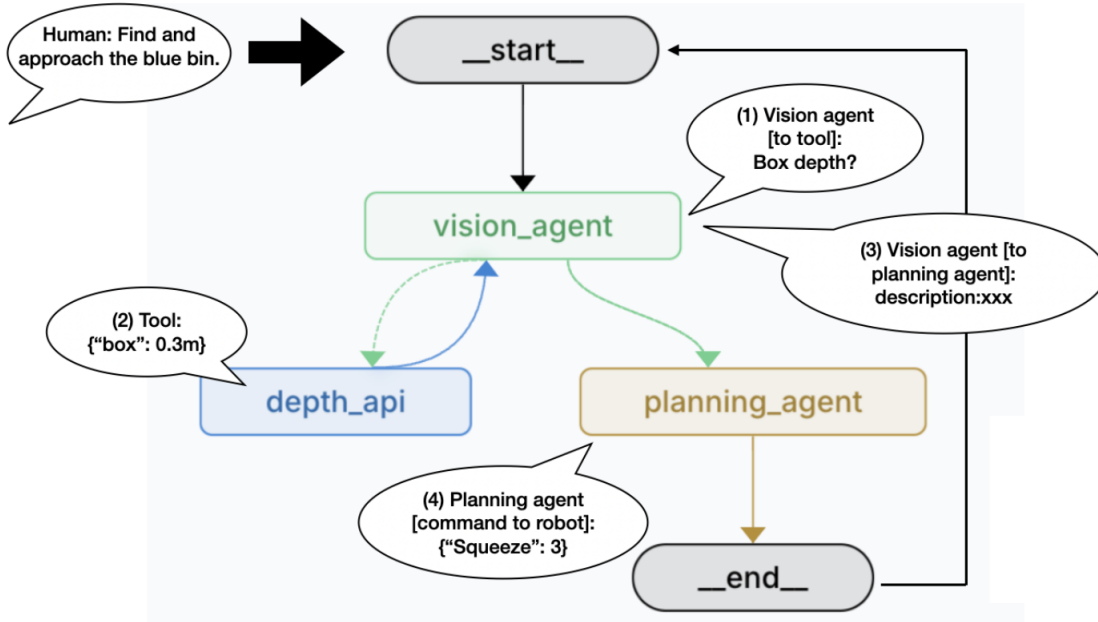 Human: Find and
approach the blue bin.
__start__
(1) Vision agent
[to tool]:
Box depth?
vision_agent
(3) Vision agent [to
planning agent]:
description:xxx
(2) Tool:
{“box”: 0.3m}
depth_api
planning_agent
(4) Planning agent
[command to robot]:
{“Squeeze”: 3}
__end__